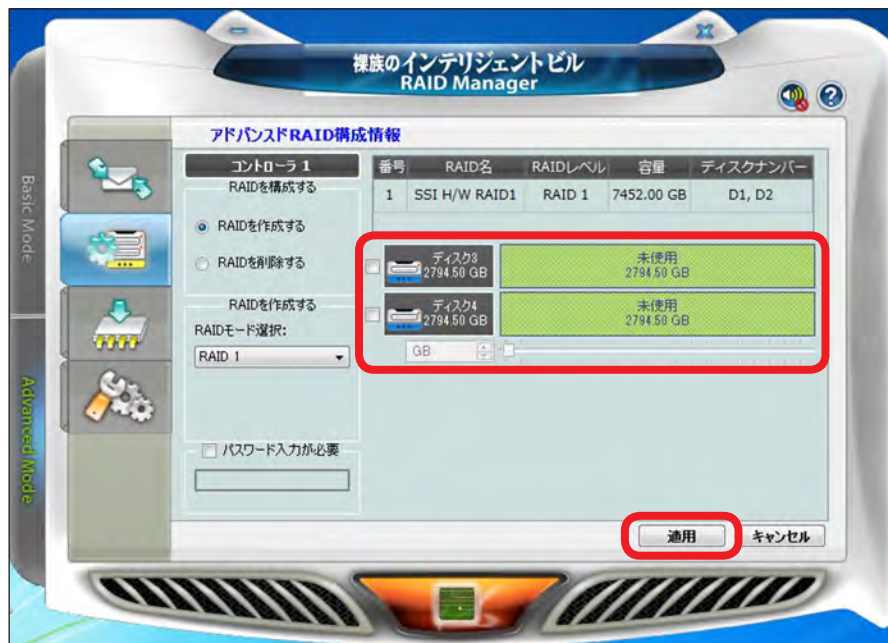 裸族のインテリジェントビル
RAID Manager
アドバンスドRAID構成情報
Basic Mode
Advanced Mode
コントローラ 1
RAIDを構成する
RAIDを作成する
RAIDを削除する
RAIDを作成する
RAIDモード選択:
RAID 1
パスワード入力が必要
番号 RAID名 RAIDレベル 容量 ディスクナンバー
1 SSI H/W RAID1 RAID 1 7452.00 GB D1, D2
ディスク3
2794.50 GB
未使用
2794.50 GB
ディスク4
2794.50 GB
未使用
2794.50 GB
GB
適用 キャンセル